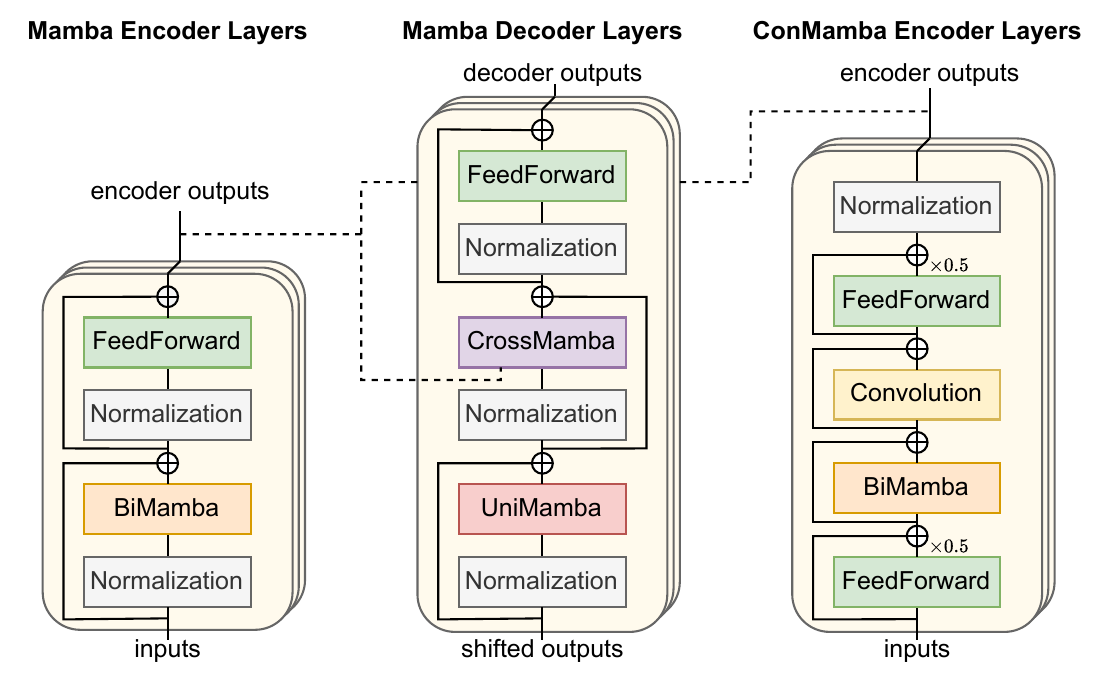 Mamba Encoder Layers
encoder outputs
FeedForward
Normalization
BiMamba
Normalization
inputs
Mamba Decoder Layers
decoder outputs
FeedForward
Normalization
CrossMamba
Normalization
UniMamba
Normalization
shifted outputs
ConMamba Encoder Layers
encoder outputs
Normalization
×0.5
FeedForward
Convolution
BiMamba
×0.5
FeedForward
inputs